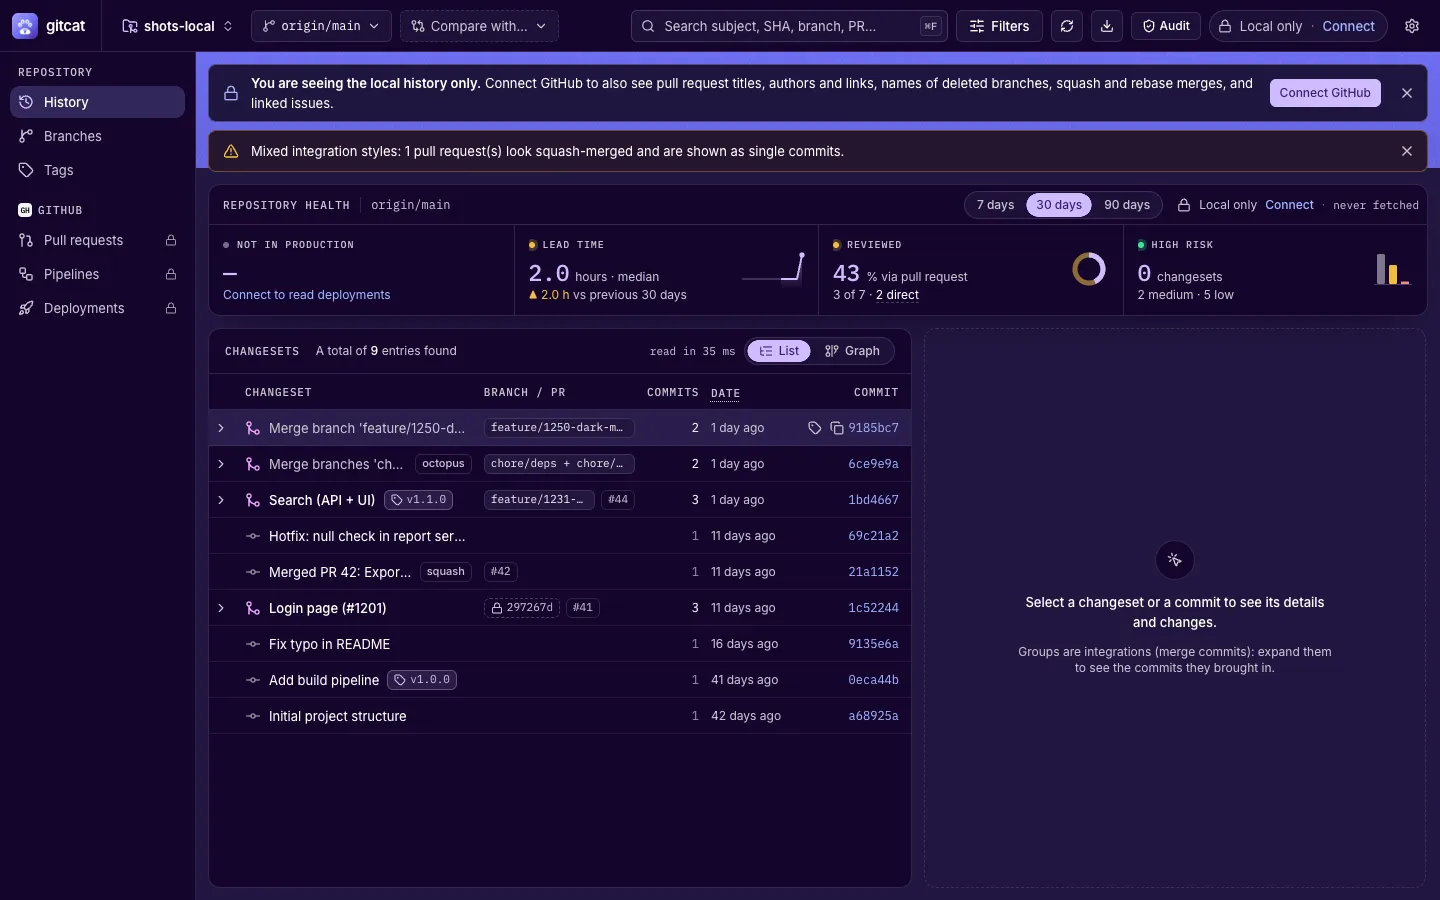 gitcat
shots-local
origin/main
Compare with...
Search subject, SHA, branch, PR...
⌘F
Filters
Audit
Local only · Connect
REPOSITORY
History
Branches
Tags
GH GITHUB
Pull requests
Pipelines
Deployments
You are seeing the local history only. Connect GitHub to also see pull request titles, authors and links, names of deleted branches, squash and rebase merges, and
linked issues.
Connect GitHub
Mixed integration styles: 1 pull request(s) look squash-merged and are shown as single commits.
REPOSITORY HEALTH origin/main
7 days 30 days 90 days
Local only Connect · never fetched
NOT IN PRODUCTION
—
Connect to read deployments
LEAD TIME
2.0 hours · median
▲ 2.0 h vs previous 30 days
REVIEWED
43 % via pull request
3 of 7 · 2 direct
HIGH RISK
0 changesets
2 medium · 5 low
CHANGESETS A total of 9 entries found
read in 35 ms
List Graph
CHANGESET BRANCH / PR COMMITS DATE COMMIT
Merge branch 'feature/1250-d... feature/1250-dark-m... 2 1 day ago 9185bc7
Merge branches 'ch... octopus chore/deps + chore/... 2 1 day ago 6ce9e9a
Search (API + UI) v1.1.0 feature/1231-... #44 3 1 day ago 1bd4667
Hotfix: null check in report ser... 1 11 days ago 69c21a2
Merged PR 42: Expor... squash #42 1 11 days ago 21a1152
Login page (#1201) 297267d #41 3 11 days ago 1c52244
Fix typo in README 1 16 days ago 9135e6a
Add build pipeline v1.0.0 1 41 days ago 0eca44b
Initial project structure 1 42 days ago a68925a
Select a changeset or a commit to see its details
and changes.
Groups are integrations (merge commits): expand them
to see the commits they brought in.